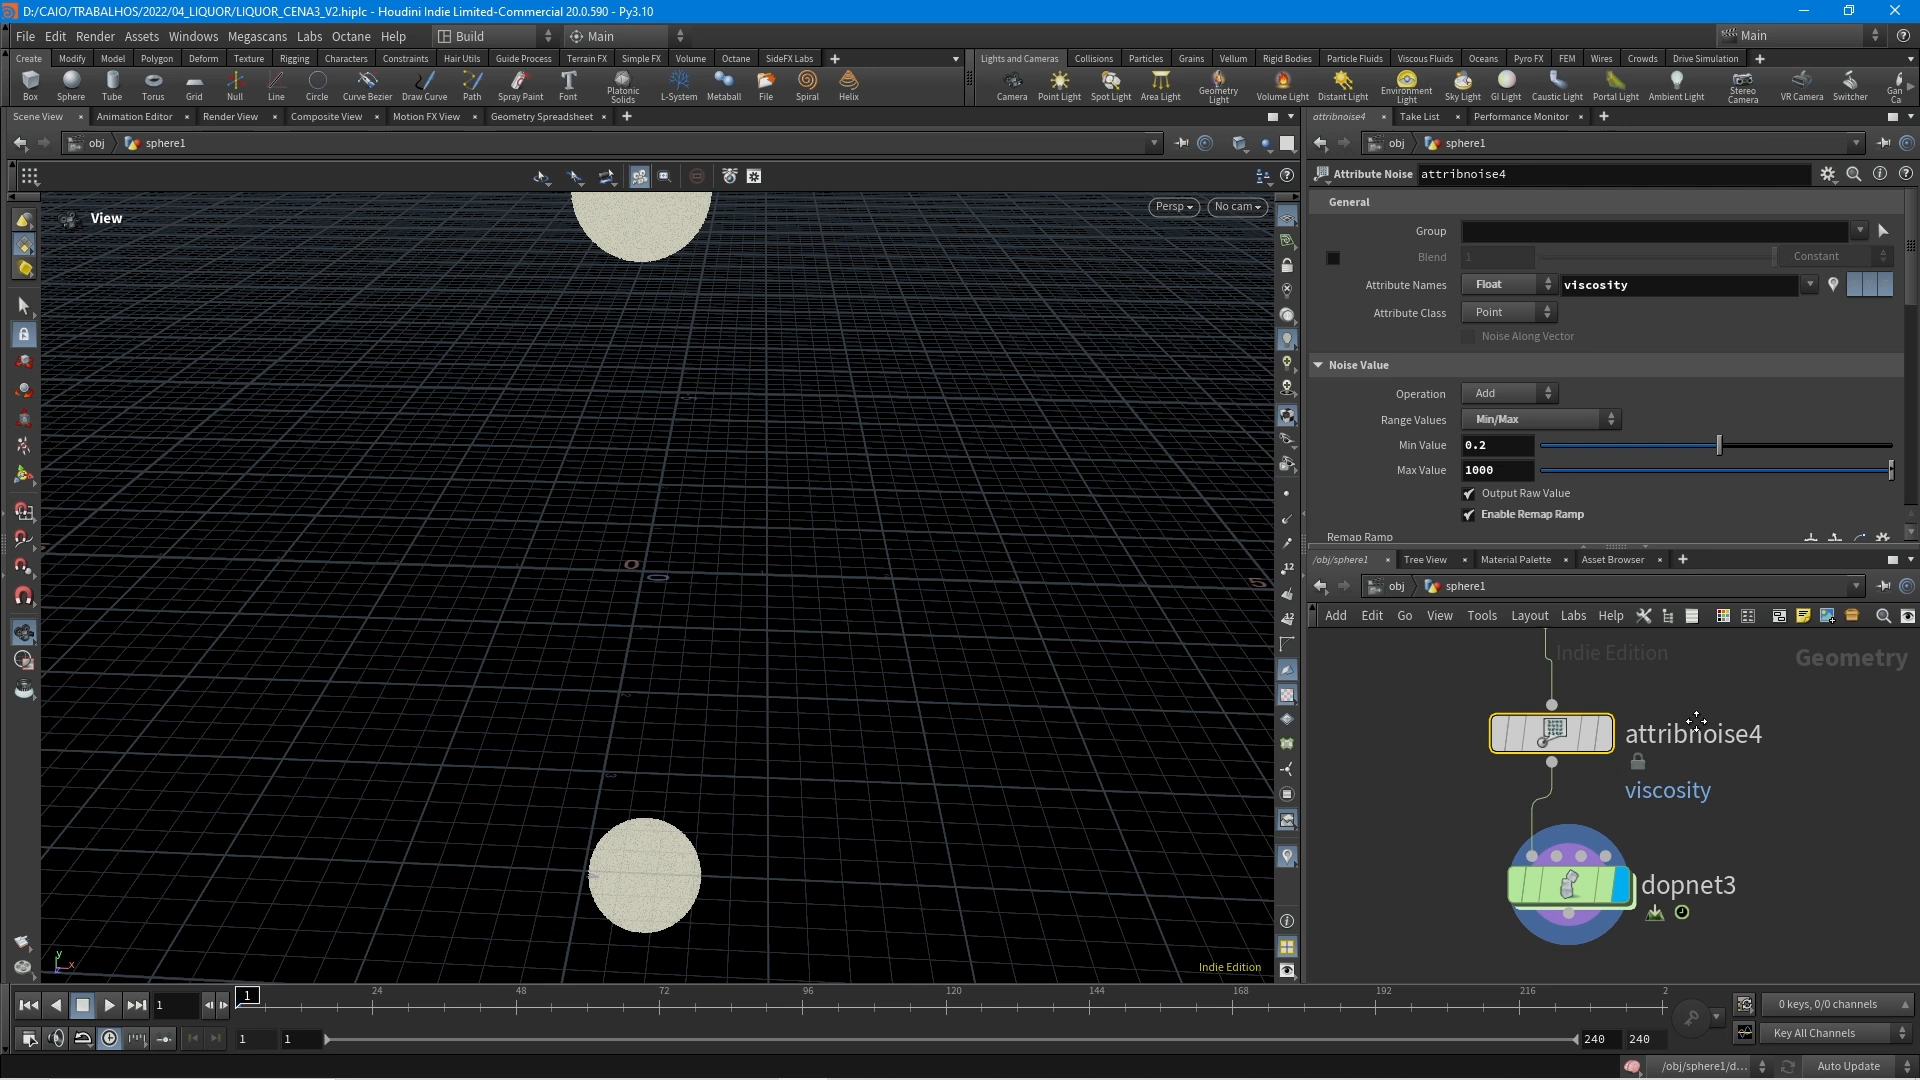 D:/CAIO/TRABALHOS/2022/04_LIQUOR/LIQUOR_CENA3_V2.hiplc - Houdini Indie Limited-Commercial 20.0.590 - Py3.10
File Edit Render Assets Windows Megascans Labs Octane Help Build Main Main
Create Modify Model Polygon Deform Texture Rigging Characters Constraints Hair Utils Guide Process Terrain FX Simple FX Volume Octane SideFX Labs
Lights and Cameras Collisions Particles Grains Vellum Rigid Bodies Particle Fluids Viscous Fluids Oceans Pyro FX FEM Wires Crowds Drive Simulation
Box Sphere Tube Torus Grid Null Line Circle Curve Bezier Draw Curve Path Spray Paint Font Platonic Solids L-System Metaball File Spiral Helix
Camera Point Light Spot Light Area Light Geometry Light Volume Light Distant Light Environment Light Sky Light GI Light Caustic Light Portal Light Ambient Light Stereo Camera VR Camera Switcher Gan Ca
Scene View Animation Editor Render View Composite View Motion FX View Geometry Spreadsheet
attribnoise4 Take List Performance Monitor
obj sphere1
obj sphere1
Attribute Noise attribnoise4
View
Persp No cam
General
Group
Blend 1 Constant
Attribute Names Float viscosity
Attribute Class Point
Noise Along Vector
Noise Value
Operation Add
Range Values Min/Max
Min Value 0.2
Max Value 1000
Output Raw Value
Enable Remap Ramp
Remap Ramp
/obj/sphere1 Tree View Material Palette Asset Browser
obj sphere1
Add Edit Go View Tools Layout Labs Help
Indie Edition
Geometry
attribnoise4
viscosity
dopnet3
0 0 5
y
x
Indie Edition
1 1 24 48 72 96 120 144 168 192 216 2
0 keys, 0/0 channels
1 1 240 240
Key All Channels
/obj/sphere1/d... Auto Update